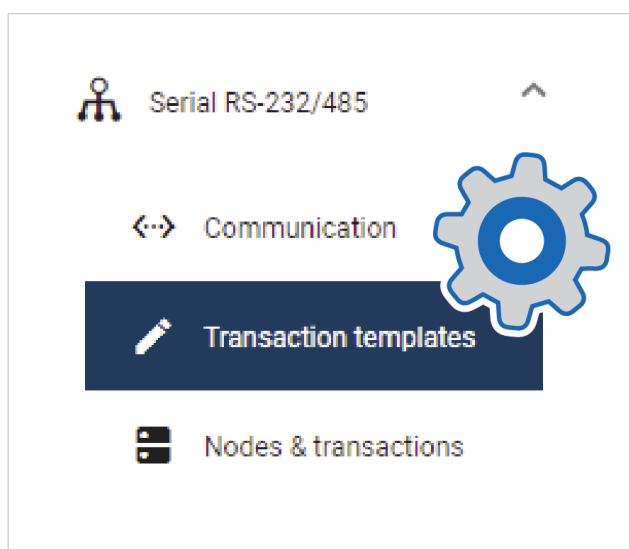 Serial RS-232/485
Communication
Transaction templates
Nodes & transactions